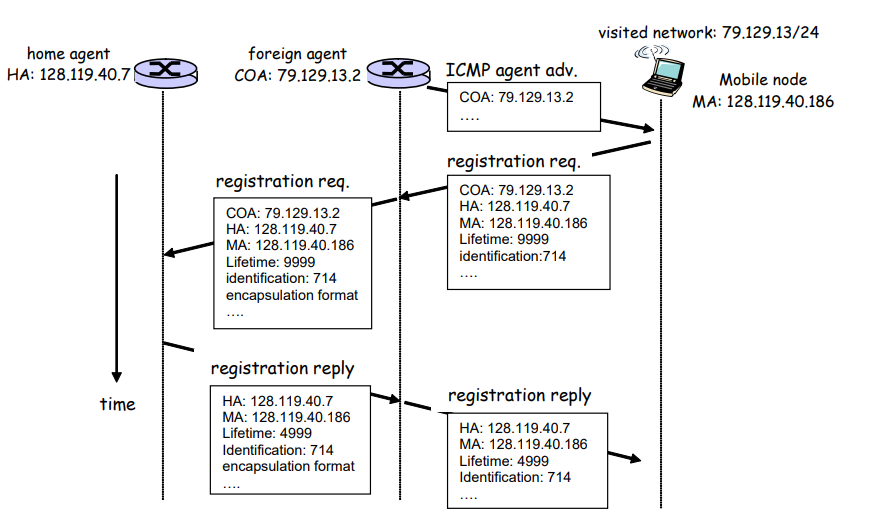 visited network: 79.129.13/24
home agent
HA: 128.119.40.7
foreign agent
COA: 79.129.13.2
ICMP agent adv.
COA: 79.129.13.2
....
Mobile node
MA: 128.119.40.186
registration req.
COA: 79.129.13.2
HA: 128.119.40.7
MA: 128.119.40.186
Lifetime: 9999
identification:714
....
registration req.
COA: 79.129.13.2
HA: 128.119.40.7
MA: 128.119.40.186
Lifetime: 9999
identification: 714
encapsulation format
....
time
registration reply
HA: 128.119.40.7
MA: 128.119.40.186
Lifetime: 4999
Identification: 714
encapsulation format
....
registration reply
HA: 128.119.40.7
MA: 128.119.40.186
Lifetime: 4999
Identification: 714
....